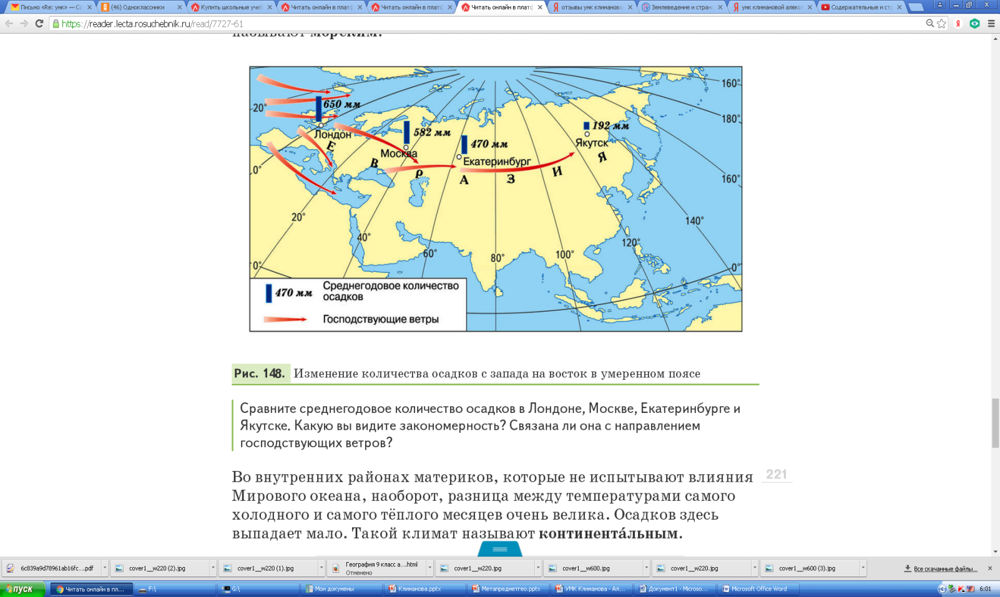 Письмо «Re: умк» — Со
(46) Одноклассники
Купить школьные учеб
Читать онлайн в платф
Читать онлайн в платф
Читать онлайн в платф
отзывы умк климаново
Землеведение и стран
умк климановой алекс
Содержательные и стр
https://reader.lecta.rosuchebnik.ru/read/7727-61
называют морским.
160°
20°
650 мм
180°
192 мм
582 мм
Лондон
Якутск
470 мм
Москва
Екатеринбург
Е В Р А З И Я
0°
160°
20°
140°
40°
120°
60°
80°
100°
0°
0°
470 мм
Среднегодовое количество
осадков
Господствующие ветры
Рис. 148. Изменение количества осадков с запада на восток в умеренном поясе
Сравните среднегодовое количество осадков в Лондоне, Москве, Екатеринбурге и
Якутске. Какую вы видите закономерность? Связана ли она с направлением
господствующих ветров?
Во внутренних районах материков, которые не испытывают влияния
221
Мирового океана, наоборот, разница между температурами самого
холодного и самого тёплого месяцев очень велика. Осадков здесь
выпадает мало. Такой климат называют континента́льным.
6c839a9d78961ab16fc....pdf
cover1__w220 (2).jpg
cover1__w220 (1).jpg
География 9 класс а....html
Отменено
cover1__w220.jpg
cover1__w600.jpg
cover1__w220.jpg
cover1__w600 (3).jpg
Все скачанные файлы...
пуск
Читать онлайн в пл...
F:\
G:\
Мои докумены
Климанова.pptx
Метапредметгео.pptx
УМК Климанова - Ал...
Документ1 - Microso...
Microsoft Office Word
6:01